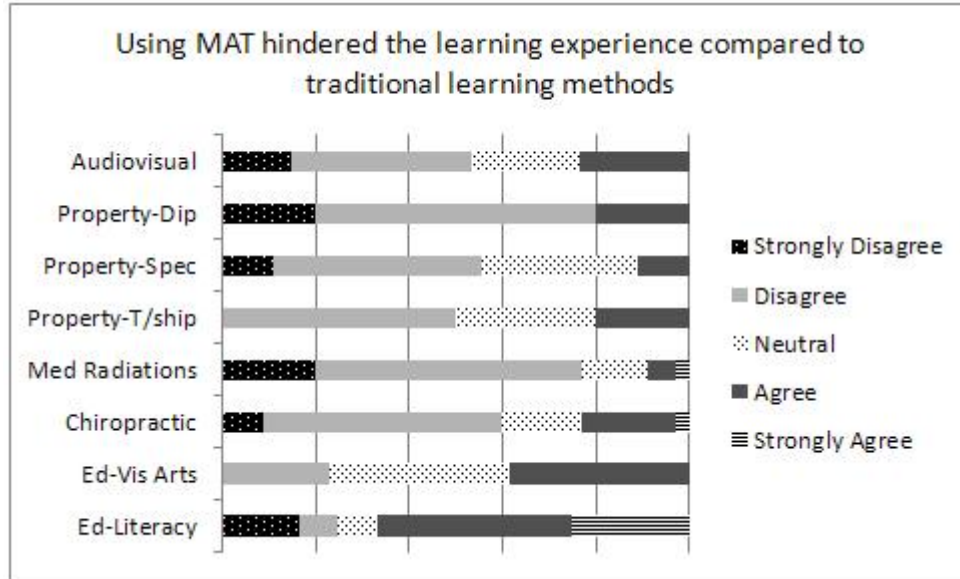 Using MAT hindered the learning experience compared to
traditional learning methods
Audiovisual
Property-Dip
Property-Spec
Property-T/ship
Med Radiations
Chiropractic
Ed-Vis Arts
Ed-Literacy
Strongly Disagree
Disagree
Neutral
Agree
Strongly Agree